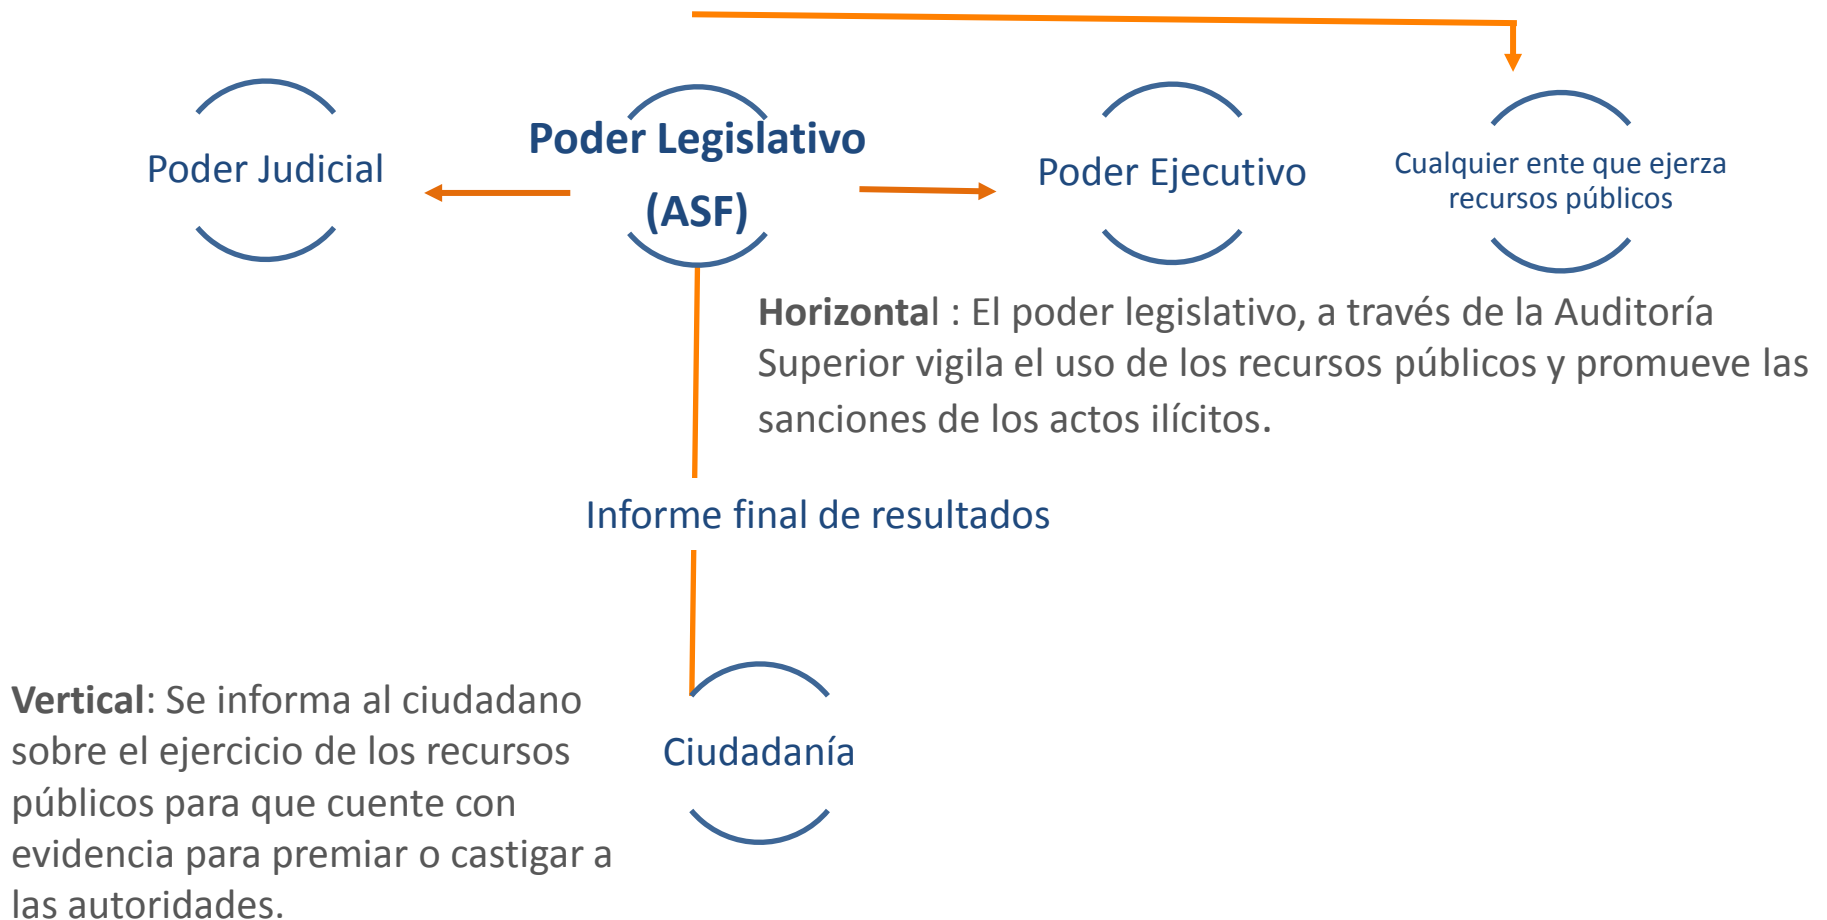 Poder Judicial
Poder Legislativo
(ASF)
Poder Ejecutivo
Cualquier ente que ejerza
recursos públicos
Horizontal : El poder legislativo, a través de la Auditoría
Superior vigila el uso de los recursos públicos y promueve las
sanciones de los actos ilícitos.
Informe final de resultados
Vertical: Se informa al ciudadano
sobre el ejercicio de los recursos
públicos para que cuente con
evidencia para premiar o castigar a
las autoridades.
Ciudadanía